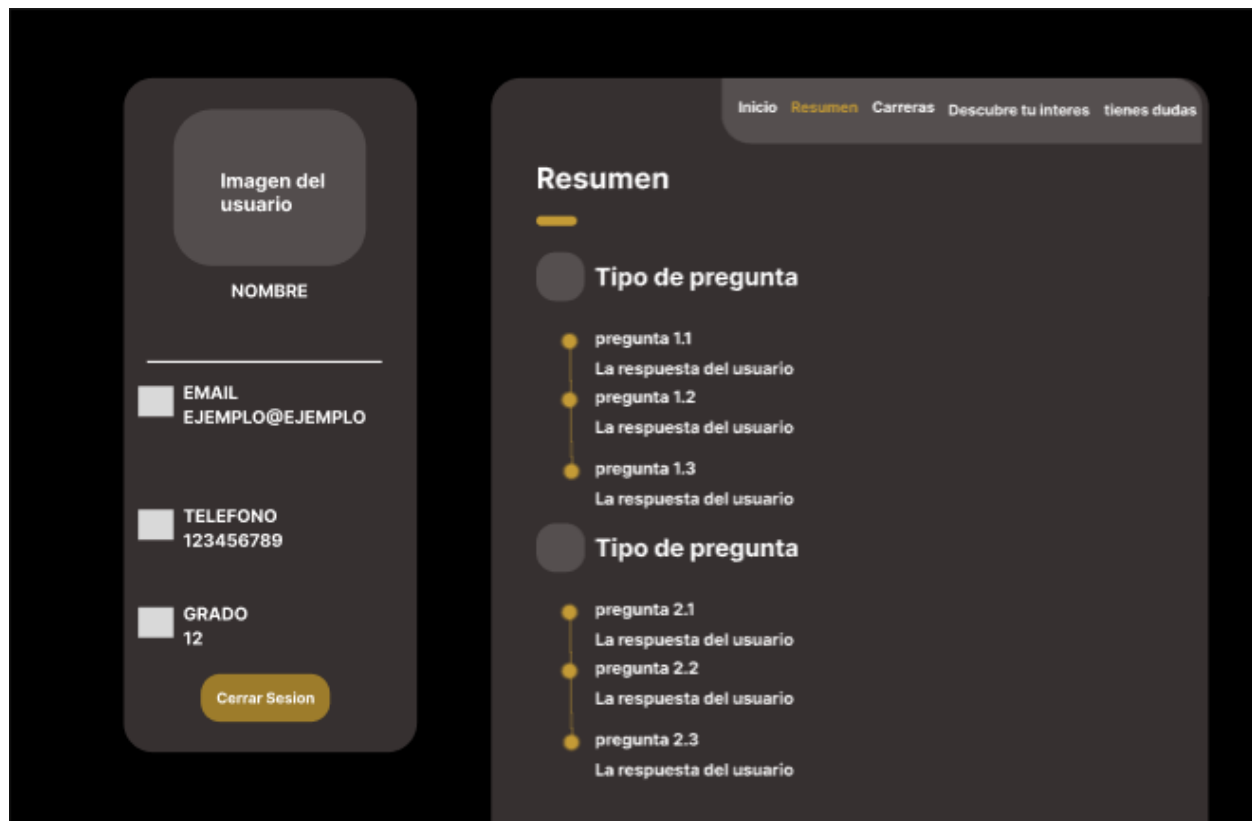 Imagen del
usuario
NOMBRE
EMAIL
EJEMPLO@EJEMPLO
TELEFONO
123456789
GRADO
12
Cerrar Sesion
Inicio Resumen Carreras Descubre tu interes tienes dudas
Resumen
Tipo de pregunta
pregunta 1.1
La respuesta del usuario
pregunta 1.2
La respuesta del usuario
pregunta 1.3
La respuesta del usuario
Tipo de pregunta
pregunta 2.1
La respuesta del usuario
pregunta 2.2
La respuesta del usuario
pregunta 2.3
La respuesta del usuario